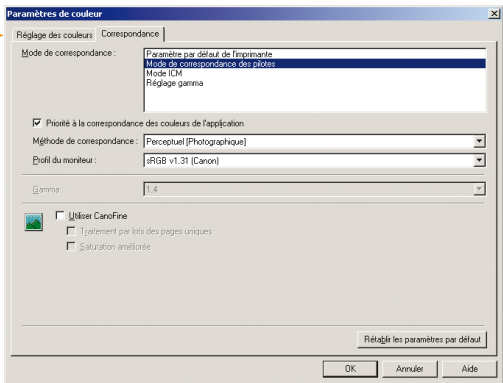 Paramètres de couleur
Réglage des couleurs Correspondance
Mode de correspondance :
Paramètre par défaut de l'imprimante
Mode de correspondance des pilotes
Mode ICM
Réglage gamma
Priorité à la correspondance des couleurs de l'application
Méthode de correspondance : Perceptuel [Photographique]
Profil du moniteur : sRGB v1.31 (Canon)
Gamma : 1,4
Utiliser CanoFine
Traitement par lots des pages uniques
Saturation améliorée
Rétablir les paramètres par défaut
OK Annuler Aide